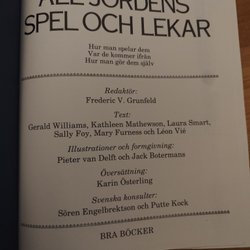 ALL JORDENS
SPEL OCH LEKAR
Hur man spelar dem
Var de kommer ifrån
Hur man gör dem själv
Redaktör:
Frederic V. Grunfeld
Text:
Gerald Williams, Kathleen Mathewson, Laura Smart,
Sally Foy, Mary Furness och Léon Vié
Illustrationer och formgivning:
Pieter van Delft och Jack Botermans
Översättning:
Karin Österling
Svenska konsulter:
Sören Engelbrektson och Putte Kock
BRA BÖCKER